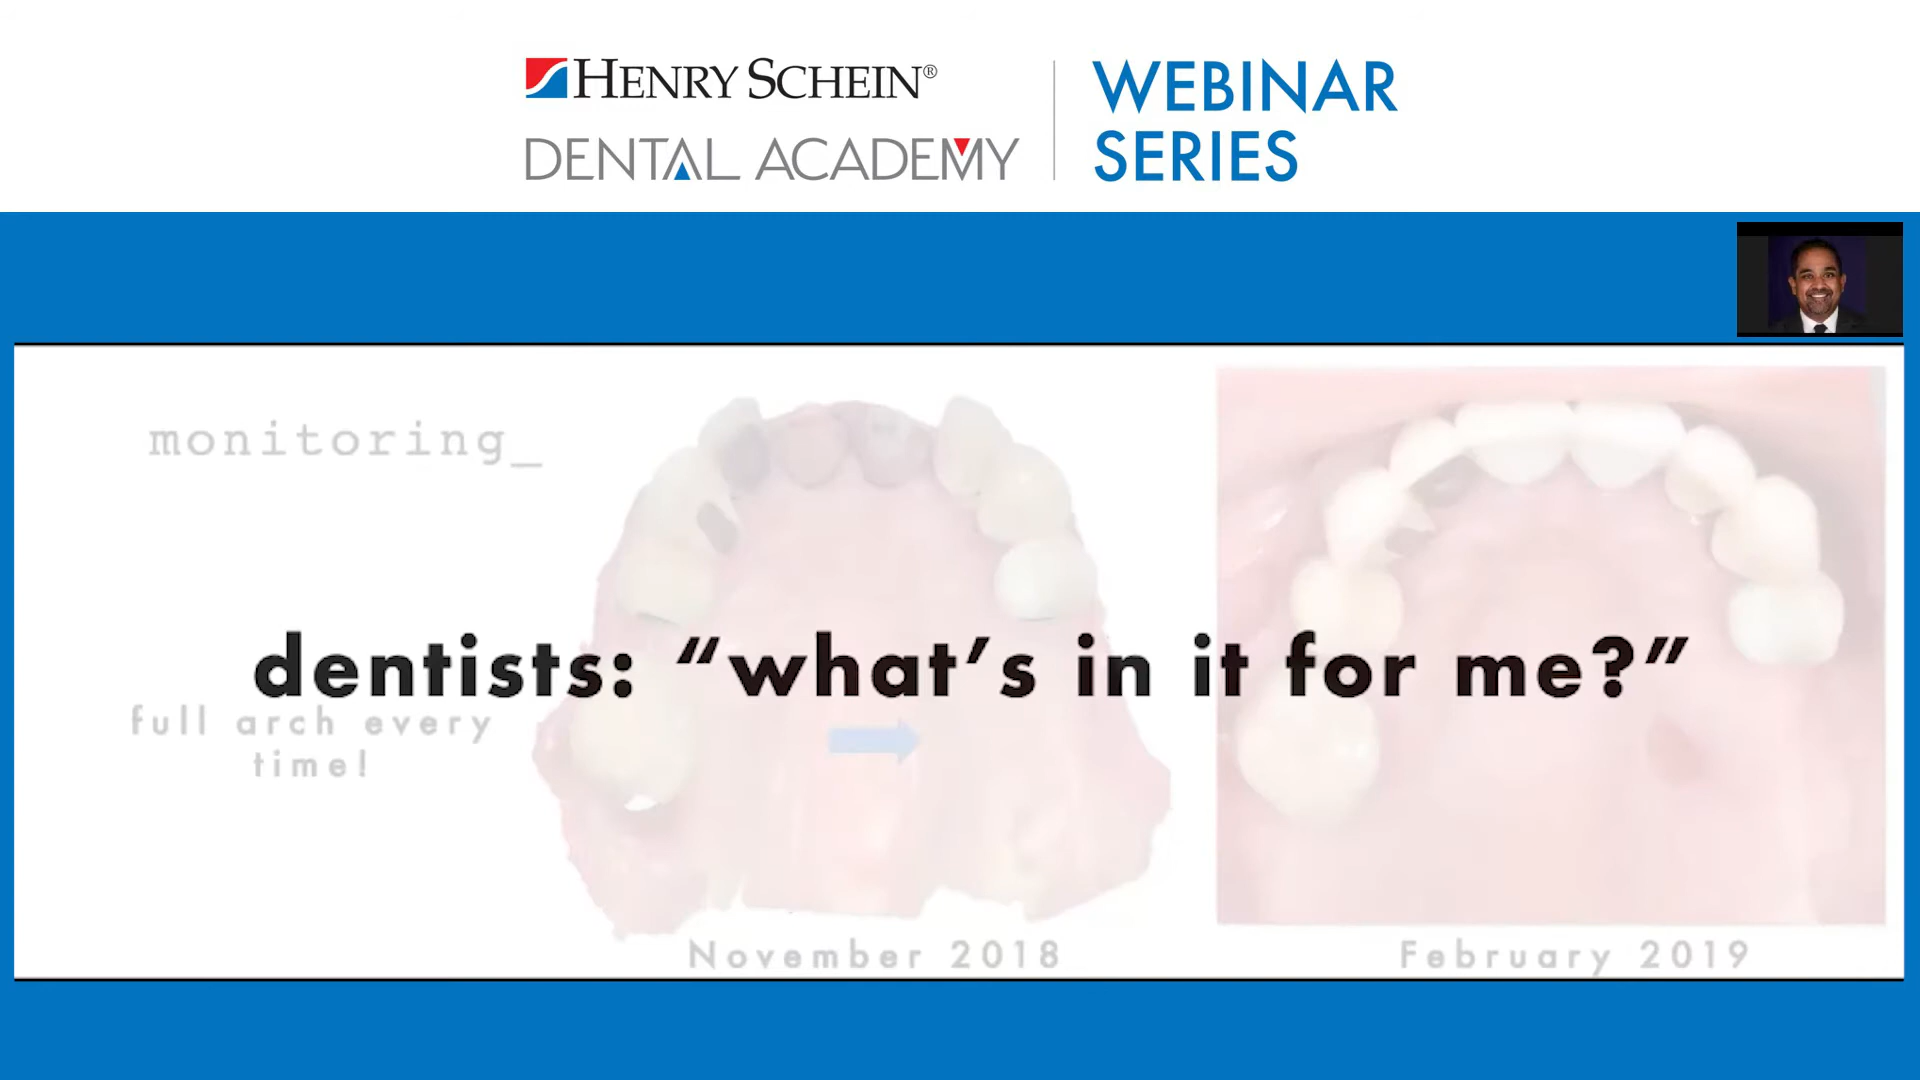 HENRY SCHEIN®
DENTAL ACADEMY
WEBINAR
SERIES
monitoring_
dentists: “what’s in it for me?”
full arch every
time!
November 2018
February 2019